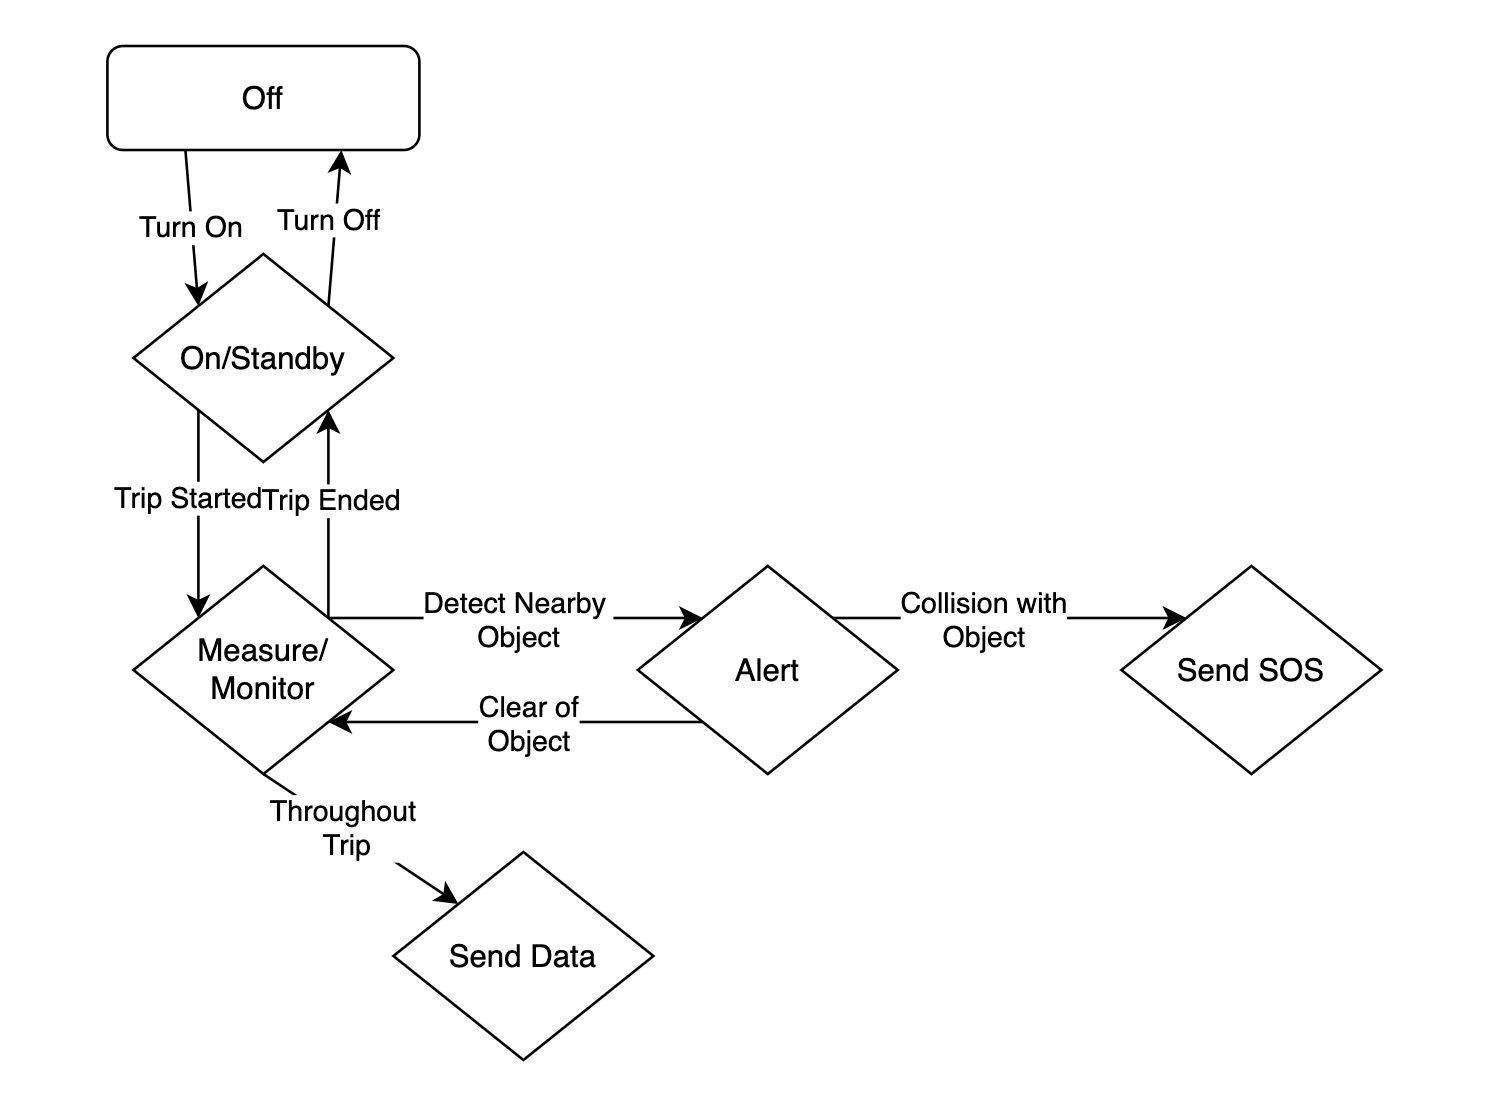 Off
Turn On
Turn Off
On/Standby
Trip Started
Trip Ended
Measure/
Monitor
Detect Nearby
Object
Clear of
Object
Alert
Collision with
Object
Send SOS
Throughout
Trip
Send Data